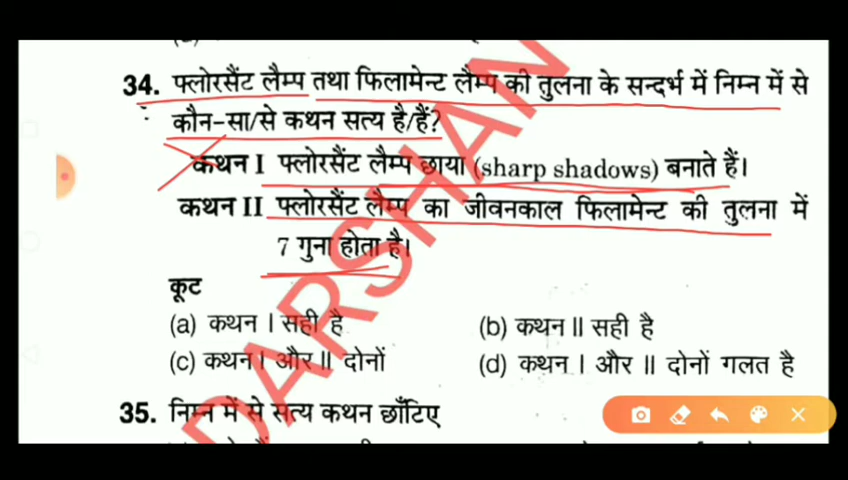 34. फ्लोरसैंट लैम्प तथा फिलामेन्ट लैम्प की तुलना के सन्दर्भ में निम्न में से
कौन-सा/से कथन सत्य है/हैं?
कथन I फ्लोरसैंट लैम्प छाया (sharp shadows) बनाते हैं।
कथन II फ्लोरसैंट लैम्प का जीवनकाल फिलामेन्ट की तुलना में
7 गुना होता है।
कूट
(a) कथन I सही है
(b) कथन II सही है
(c) कथन I और II दोनों
(d) कथन I और II दोनों गलत है
35. निम्न में से सत्य कथन छाँटिए
DARSHAN